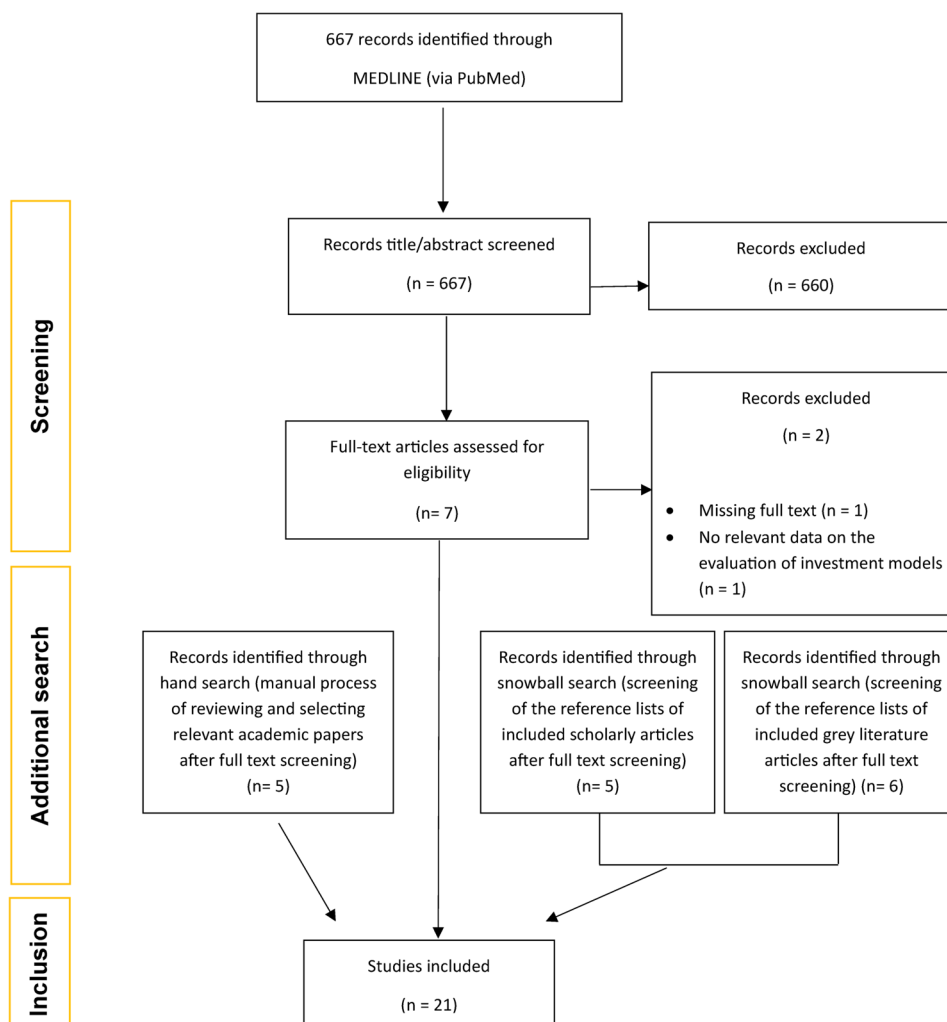 667 records identified through
MEDLINE (via PubMed)
Screening
Records title/abstract screened
(n = 667)
Records excluded
(n = 660)
Full-text articles assessed for
eligibility
(n= 7)
Records excluded
(n = 2)
• Missing full text (n = 1)
• No relevant data on the
evaluation of investment models
(n = 1)
Additional search
Records identified through
hand search (manual process
of reviewing and selecting
relevant academic papers
after full text screening)
(n= 5)
Records identified through
snowball search (screening
of the reference lists of
included scholarly articles
after full text screening)
(n= 5)
Records identified through
snowball search (screening
of the reference lists of
included grey literature
articles after full text
screening) (n= 6)
Inclusion
Studies included
(n = 21)